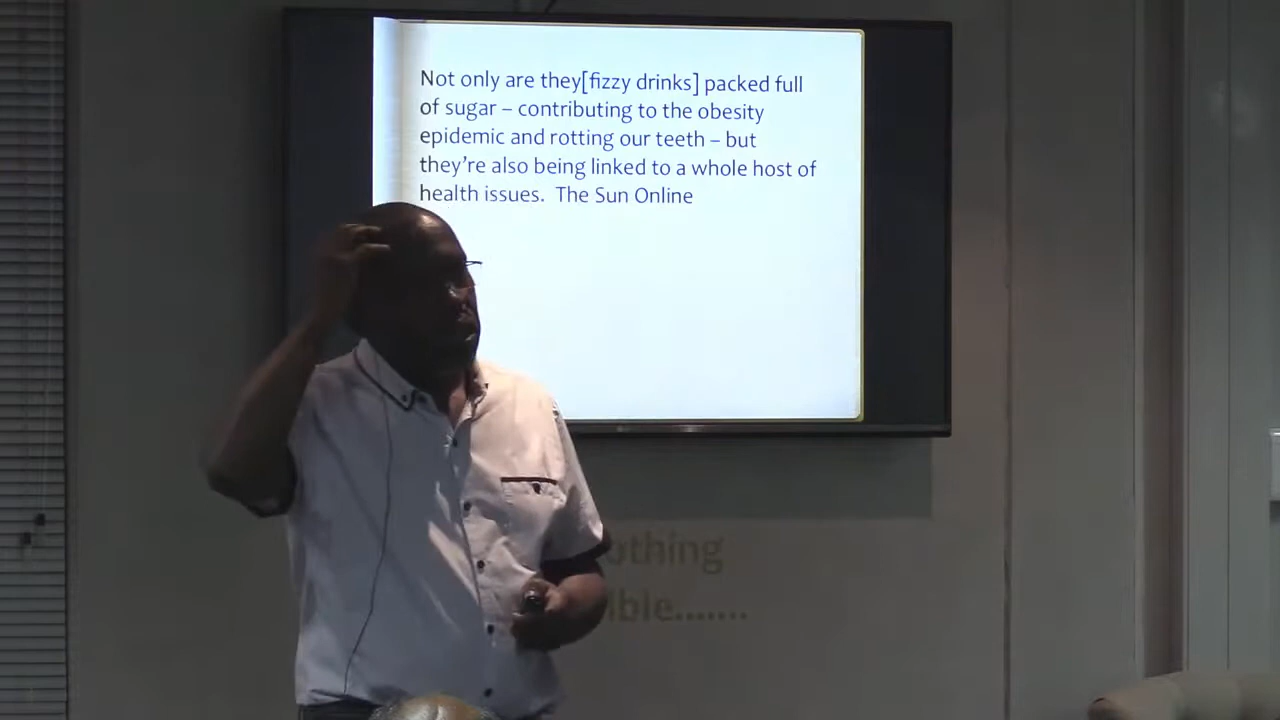 Not only are they[fizzy drinks] packed full
of sugar – contributing to the obesity
epidemic and rotting our teeth – but
they're also being linked to a whole host of
health issues.  The Sun Online